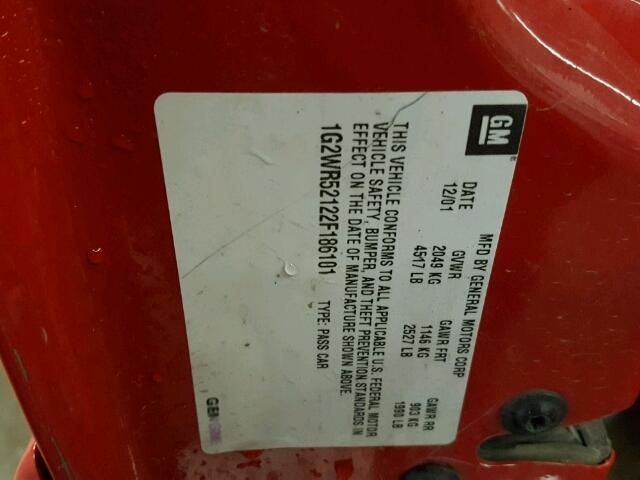 GM
MFD BY GENERAL MOTORS CORP
DATE GVWR GAWR FRT GAWR RR
12/01 2049 KG 1146 KG 903 KG
4517 LB 2527 LB 1990 LB
THIS VEHICLE CONFORMS TO ALL APPLICABLE U.S. FEDERAL MOTOR
VEHICLE SAFETY, BUMPER, AND THEFT PREVENTION STANDARDS IN
EFFECT ON THE DATE OF MANUFACTURE SHOWN ABOVE.
1G2WR52122F186101 TYPE: PASS CAR